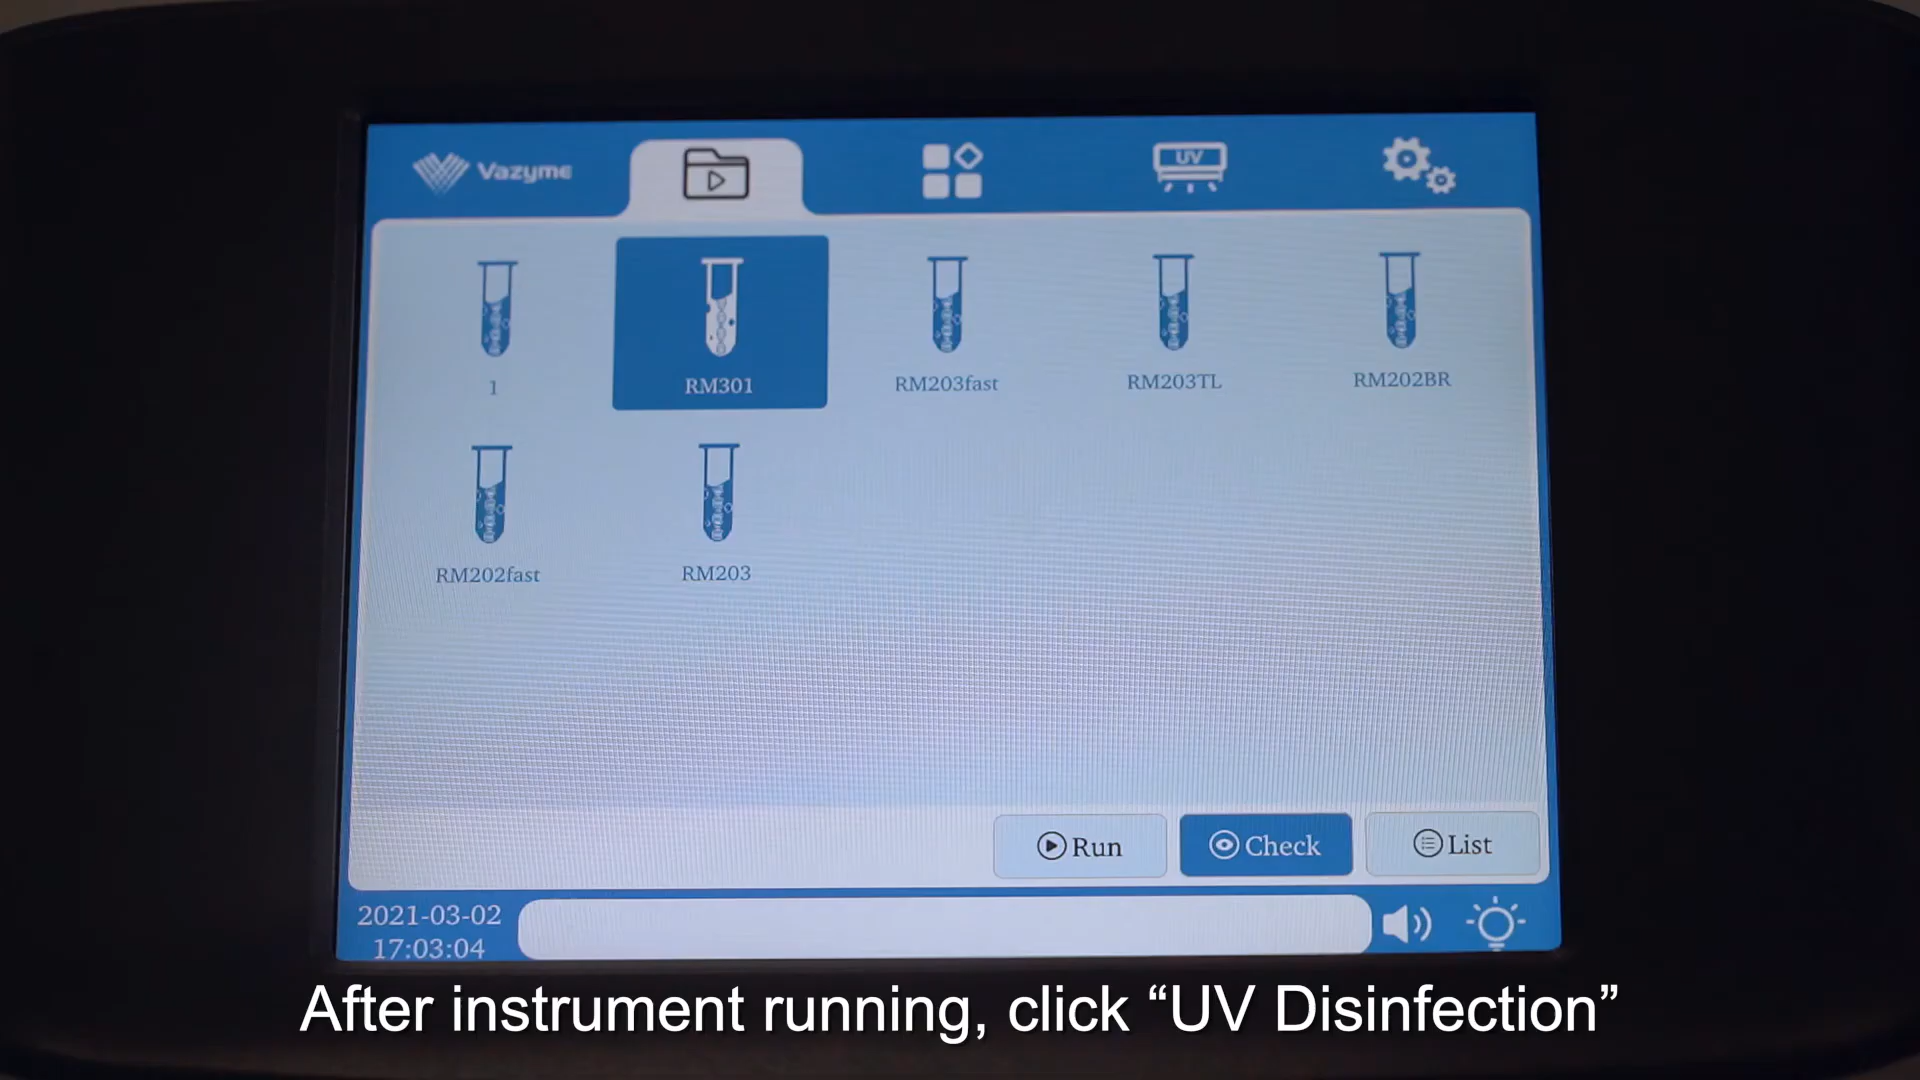 Vazyme
UV
1
RM301
RM203fast
RM203TL
RM202BR
RM202fast
RM203
Run
Check
List
2021-03-02
17:03:04
After instrument running, click “UV Disinfection”